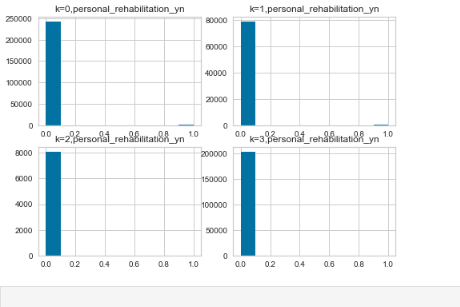 k=0,personal_rehabilitation_yn
250000
200000
150000
100000
50000
0
0.0 0.2 0.4 0.6 0.8 1.0
k=1,personal_rehabilitation_yn
80000
60000
40000
20000
0
0.0 0.2 0.4 0.6 0.8 1.0
k=2,personal_rehabilitation_yn
8000
6000
4000
2000
0
0.0 0.2 0.4 0.6 0.8 1.0
k=3,personal_rehabilitation_yn
200000
150000
100000
50000
0
0.0 0.2 0.4 0.6 0.8 1.0